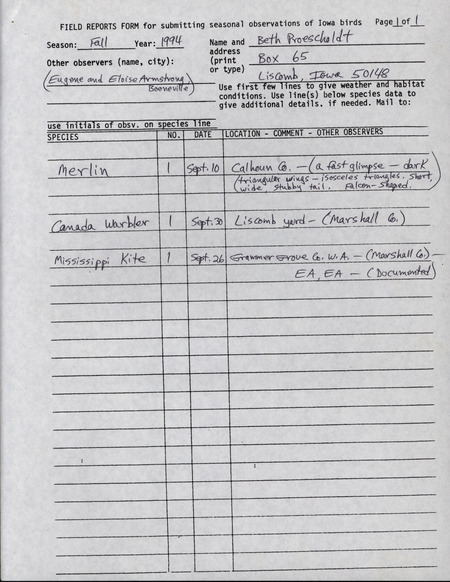 FIELD REPORTS FORM for submitting seasonal observations of Iowa birds Page 1 of 1
Season: Fall Year: 1994 Name and Beth Proescholdt
address Box 65
Other observers (name, city): (print
or type) Liscomb, Iowa 50148
(Eugene and Eloise Armstrong)
Booneville
Use first few lines to give weather and habitat
conditions. Use line(s) below species data to
give additional details, if needed. Mail to:
use initials of obsv. on species line
SPECIES NO. DATE LOCATION - COMMENT - OTHER OBSERVERS
Merlin 1 Sept. 10 Calhoun Co. — (a fast glimpse — dark
triangular wings — isosceles triangles. Short,
wide, stubby tail. Falcon-shaped.)
Canada Warbler 1 Sept. 30 Liscomb yard — (Marshall Co.)
Mississippi Kite 1 Sept. 26 Grammer Grove Co. W.A. — (Marshall Co.) —
EA, EA — (Documented)